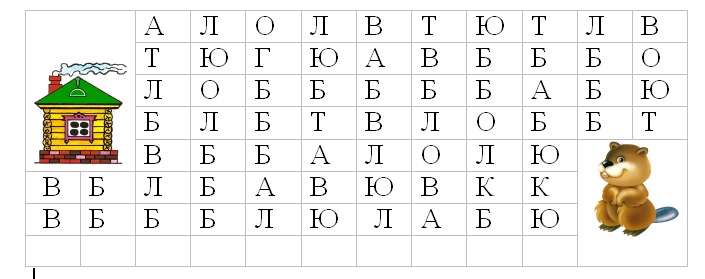 А Л О Л В Т Ю Т Л В
Т Ю Г Ю А В Б Б Б О
Л О Б Б Б Б Б А Б Ю
Б Л Б Т В Л О Б Б Т
В Б Б А Л О Л Ю
В Б Л Б А В Ю В К К
В Б Б Б Л Ю Л А Б Ю